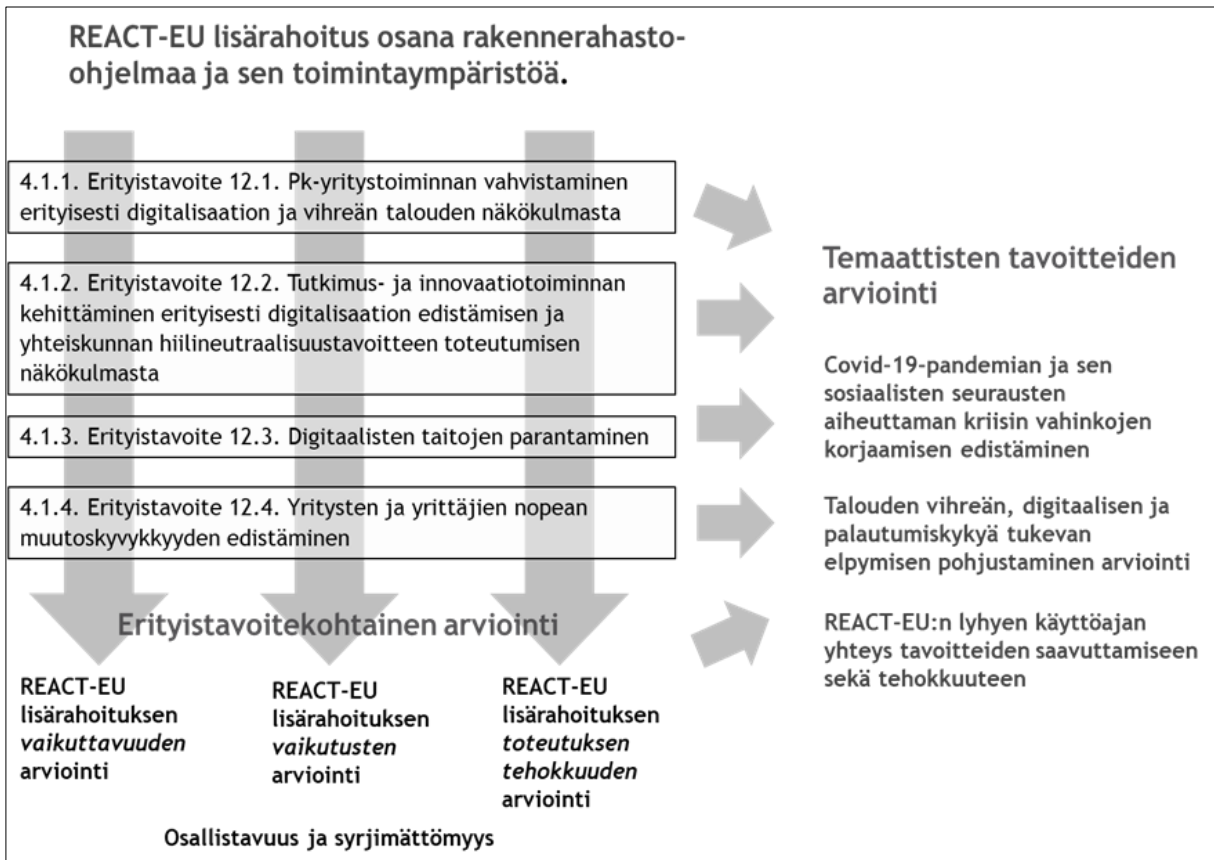 REACT-EU lisärahoitus osana rakennerahasto-
ohjelmaa ja sen toimintaympäristöä.
4.1.1. Erityistavoite 12.1. Pk-yritystoiminnan vahvistaminen
erityisesti digitalisaation ja vihreän talouden näkökulmasta
4.1.2. Erityistavoite 12.2. Tutkimus- ja innovaatiotoiminnan
kehittäminen erityisesti digitalisaation edistämisen ja
yhteiskunnan hiilineutraalisuustavoitteen toteutumisen
näkökulmasta
4.1.3. Erityistavoite 12.3. Digitaalisten taitojen parantaminen
4.1.4. Erityistavoite 12.4. Yritysten ja yrittäjien nopean
muutoskyvykkyyden edistäminen
Erityistavoitekohtainen arviointi
REACT-EU
lisärahoituksen
vaikuttavuuden
arviointi
REACT-EU
lisärahoituksen
vaikutusten
arviointi
REACT-EU
lisärahoituksen
toteutuksen
tehokkuuden
arviointi
Osallistavuus ja syrjimättömyys
Temaattisten tavoitteiden
arviointi
Covid-19-pandemian ja sen
sosiaalisten seurausten
aiheuttaman kriisin vahinkojen
korjaamisen edistäminen
Talouden vihreän, digitaalisen ja
palautumiskykyä tukevan
elpymisen pohjustaminen arviointi
REACT-EU:n lyhyen käyttöajan
yhteys tavoitteiden saavuttamiseen
sekä tehokkuuteen